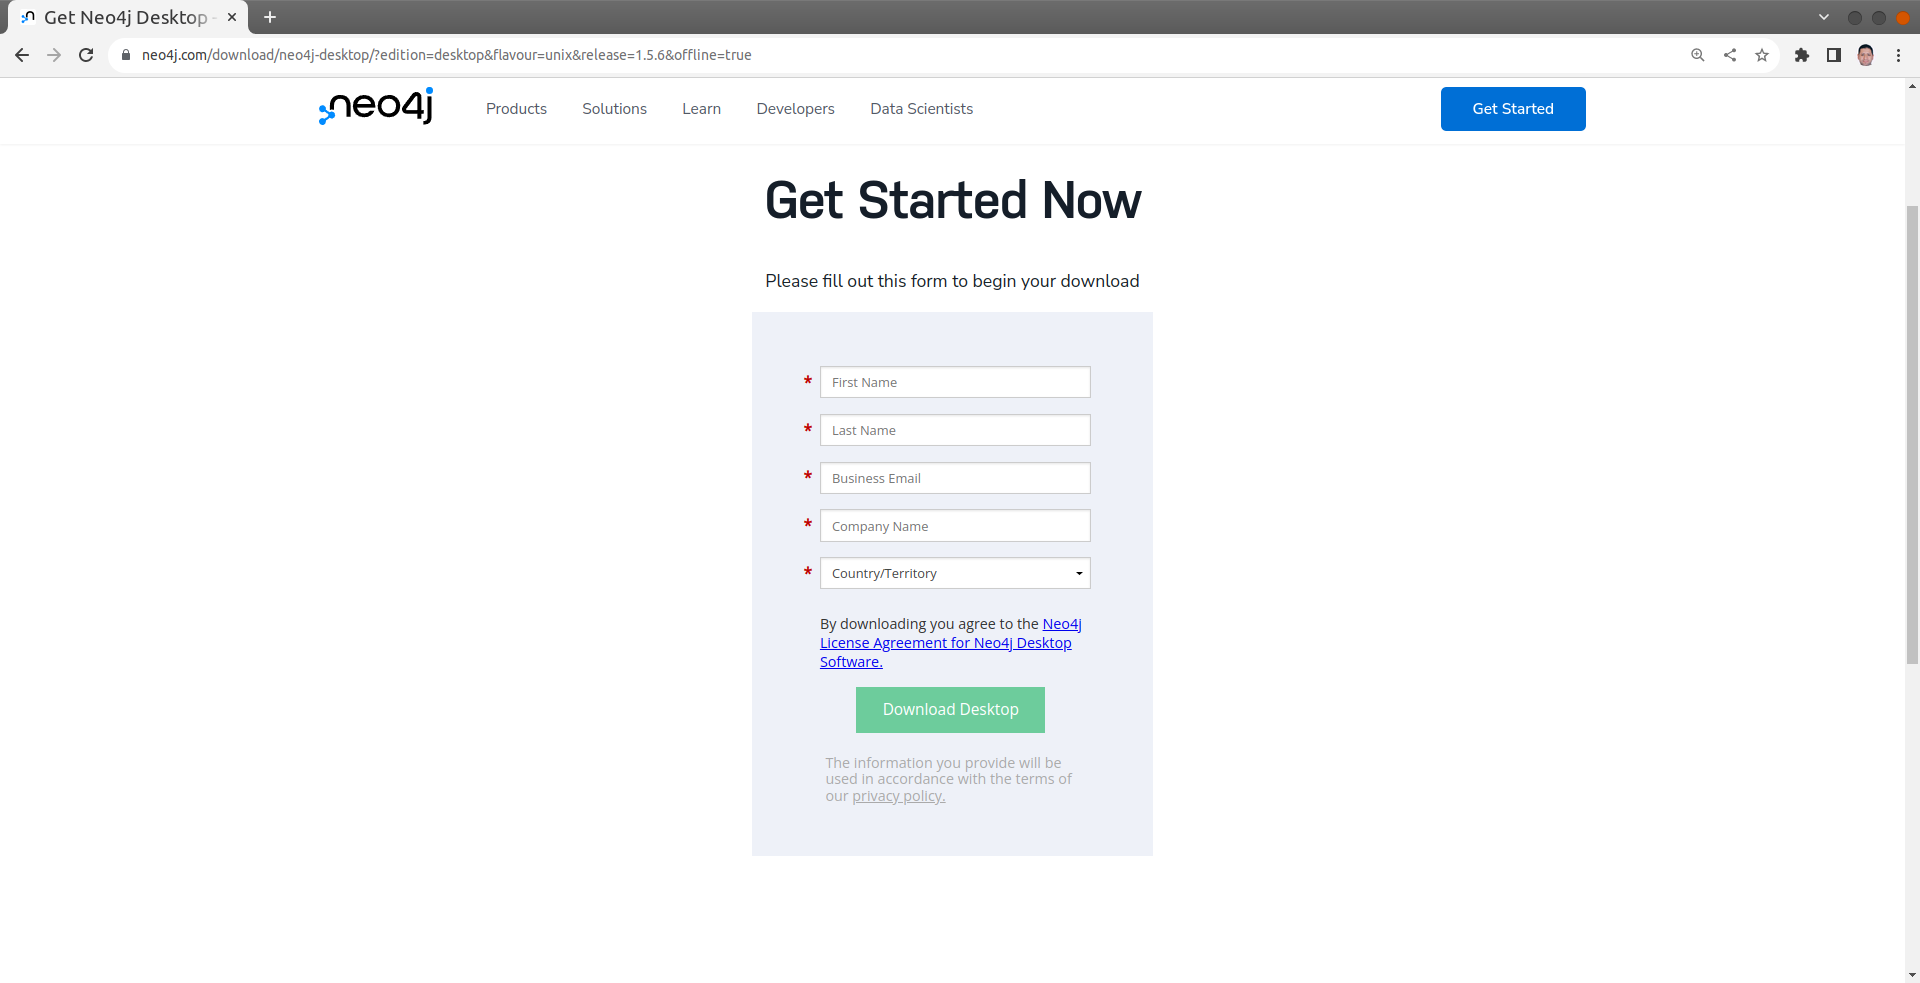 Get Neo4j Desktop -
neo4j.com/download/neo4j-desktop/?edition=desktop&flavour=unix&release=1.5.6&offline=true
neo4j
Products
Solutions
Learn
Developers
Data Scientists
Get Started
Get Started Now
Please fill out this form to begin your download
* First Name
* Last Name
* Business Email
* Company Name
* Country/Territory
By downloading you agree to the Neo4j
License Agreement for Neo4j Desktop
Software.
Download Desktop
The information you provide will be
used in accordance with the terms of
our privacy policy.